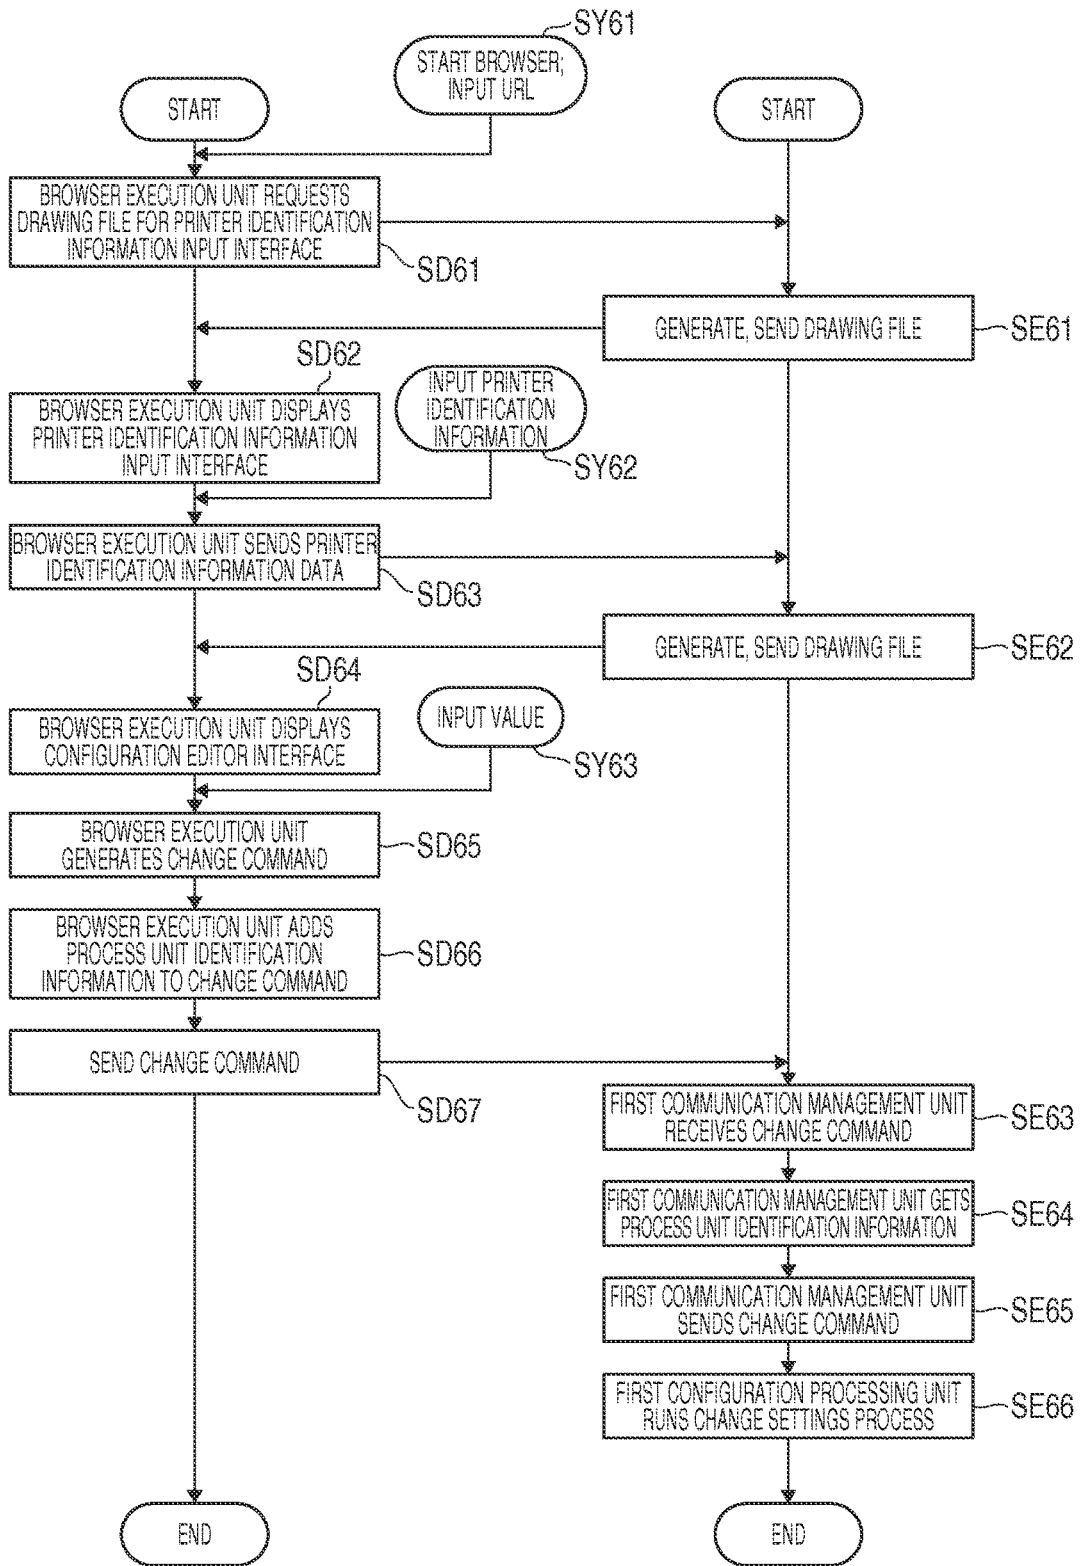 SY61
START BROWSER;
INPUT URL
START
START
BROWSER EXECUTION UNIT REQUESTS
DRAWING FILE FOR PRINTER IDENTIFICATION
INFORMATION INPUT INTERFACE
SD61
GENERATE, SEND DRAWING FILE
SE61
SD62
BROWSER EXECUTION UNIT DISPLAYS
PRINTER IDENTIFICATION INFORMATION
INPUT INTERFACE
INPUT PRINTER
IDENTIFICATION
INFORMATION
SY62
BROWSER EXECUTION UNIT SENDS PRINTER
IDENTIFICATION INFORMATION DATA
SD63
GENERATE, SEND DRAWING FILE
SE62
SD64
BROWSER EXECUTION UNIT DISPLAYS
CONFIGURATION EDITOR INTERFACE
INPUT VALUE
SY63
BROWSER EXECUTION UNIT
GENERATES CHANGE COMMAND
SD65
BROWSER EXECUTION UNIT ADDS
PROCESS UNIT IDENTIFICATION
INFORMATION TO CHANGE COMMAND
SD66
SEND CHANGE COMMAND
SD67
FIRST COMMUNICATION MANAGEMENT UNIT
RECEIVES CHANGE COMMAND
SE63
FIRST COMMUNICATION MANAGEMENT UNIT GETS
PROCESS UNIT IDENTIFICATION INFORMATION
SE64
FIRST COMMUNICATION MANAGEMENT UNIT
SENDS CHANGE COMMAND
SE65
FIRST CONFIGURATION PROCESSING UNIT
RUNS CHANGE SETTINGS PROCESS
SE66
END
END